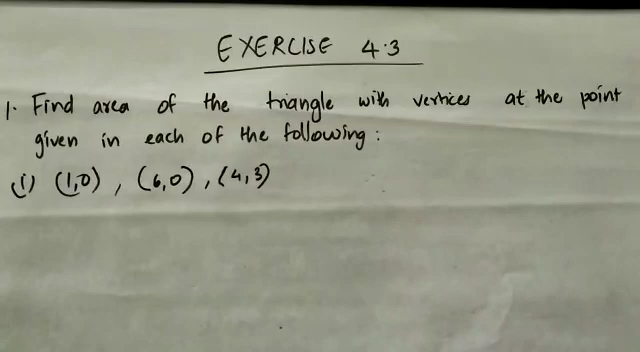 EXERCISE 4.3
1. Find area of the triangle with vertices at the point
given in each of the following :
(i) (1,0) , (6,0) , (4,3)